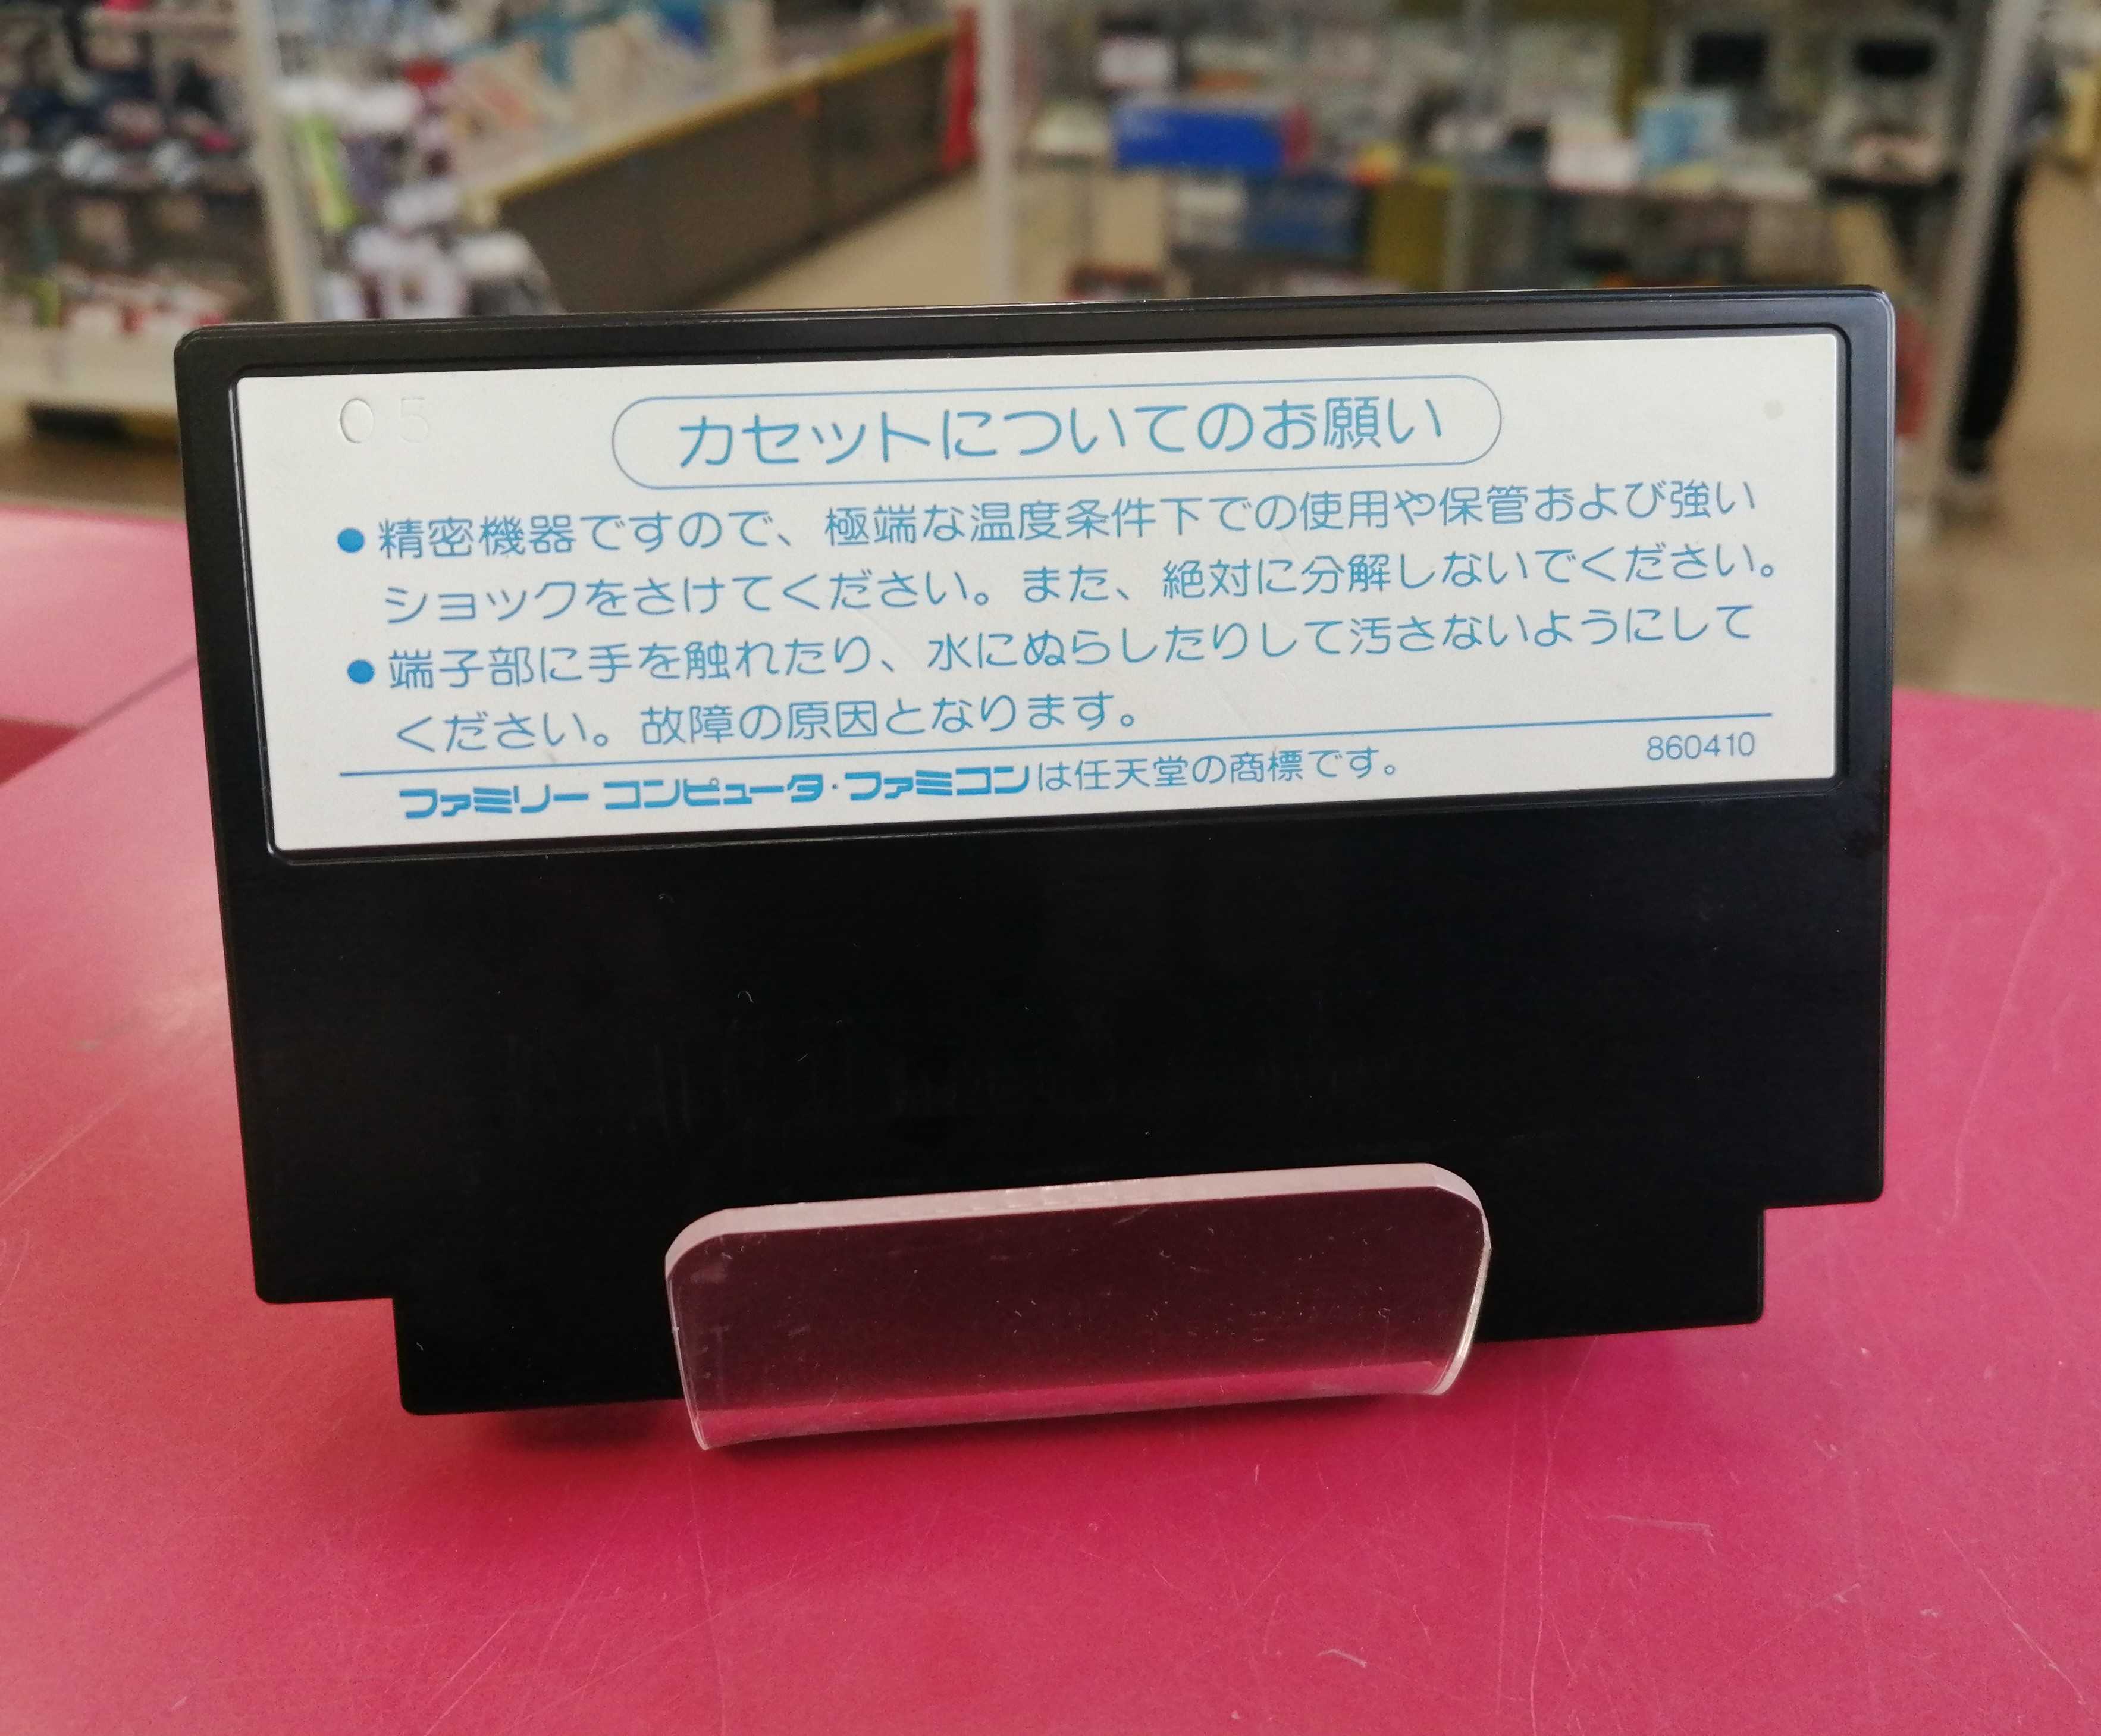 05
カセットについてのお願い
●精密機器ですので、極端な温度条件下での使用や保管および強い
ショックをさけてください。また、絶対に分解しないでください。
●端子部に手を触れたり、水にぬらしたりして汚さないようにして
ください。故障の原因となります。
860410
ファミリーコンピュータ・ファミコンは任天堂の商標です。